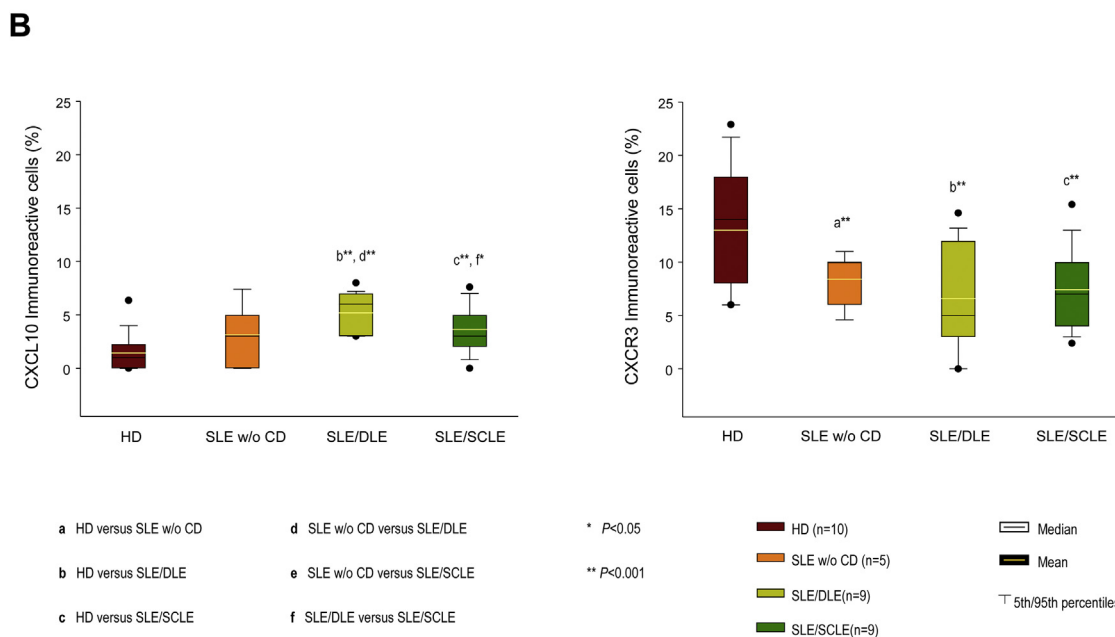 B
CXCL10 Immunoreactive cells (%)
25
20
15
10
5
0
b**, d**
c**, f*
HD
SLE w/o CD
SLE/DLE
SLE/SCLE
CXCR3 Immunoreactive cells (%)
25
20
15
10
5
0
a**
b**
c**
HD
SLE w/o CD
SLE/DLE
SLE/SCLE
a HD versus SLE w/o CD
b HD versus SLE/DLE
c HD versus SLE/SCLE
d SLE w/o CD versus SLE/DLE
e SLE w/o CD versus SLE/SCLE
f SLE/DLE versus SLE/SCLE
* P<0.05
** P<0.001
HD (n=10)
SLE w/o CD (n=5)
SLE/DLE(n=9)
SLE/SCLE(n=9)
Median
Mean
5th/95th percentiles